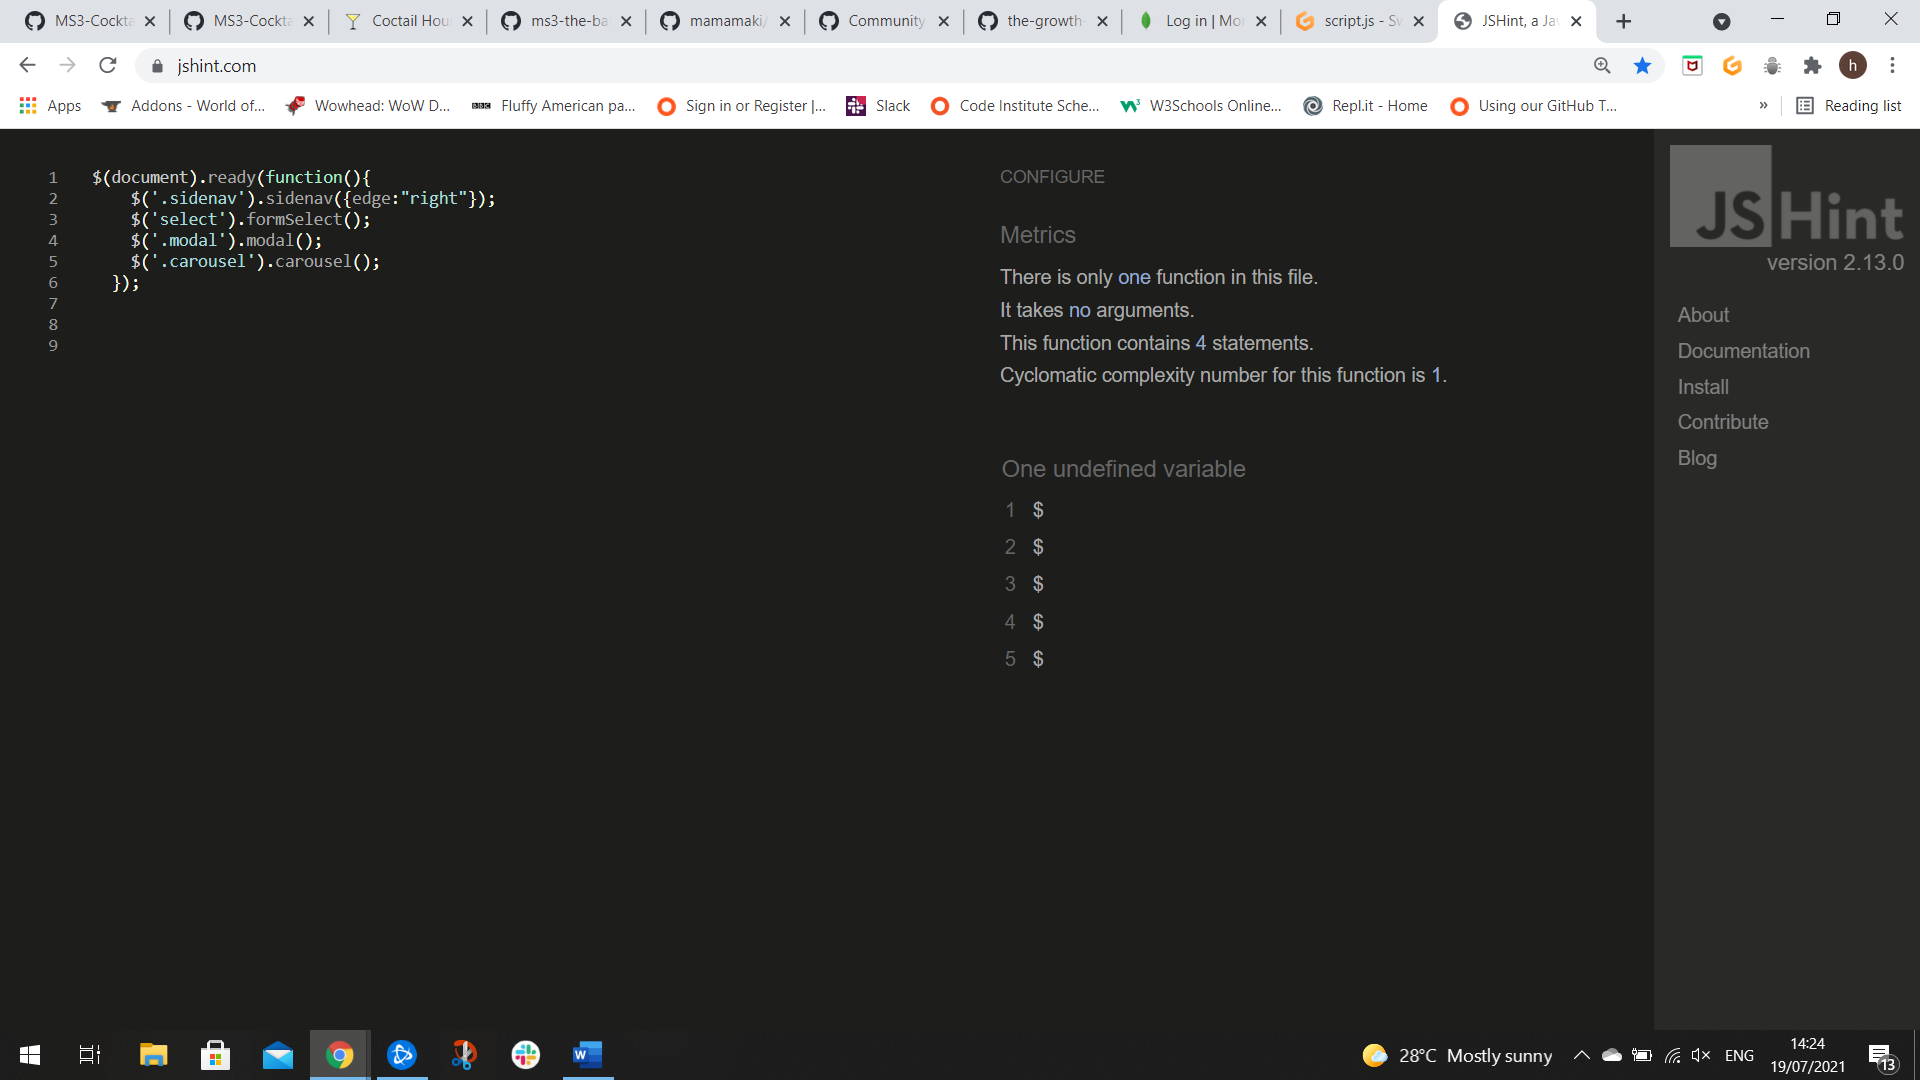 MS3-Cockta
MS3-Cockta
Coctail Hou
ms3-the-ba
mamamaki/
Community
the-growth-
Log in | Mo
script.js - Sw
JSHint, a Ja
jshint.com
h
Apps
Addons - World of...
Wowhead: WoW D...
BBC
Fluffy American pa...
Sign in or Register |...
Slack
Code Institute Sche...
W3Schools Online...
Repl.it - Home
Using our GitHub T...
»
Reading list
1 $(document).ready(function(){
2 $('.sidenav').sidenav({edge:"right"});
3 $('select').formSelect();
4 $('.modal').modal();
5 $('.carousel').carousel();
6 });
7
8
9
CONFIGURE
Metrics
There is only one function in this file.
It takes no arguments.
This function contains 4 statements.
Cyclomatic complexity number for this function is 1.
One undefined variable
1 $
2 $
3 $
4 $
5 $
JSHint
version 2.13.0
About
Documentation
Install
Contribute
Blog
28°C Mostly sunny
ENG
14:24
19/07/2021
13